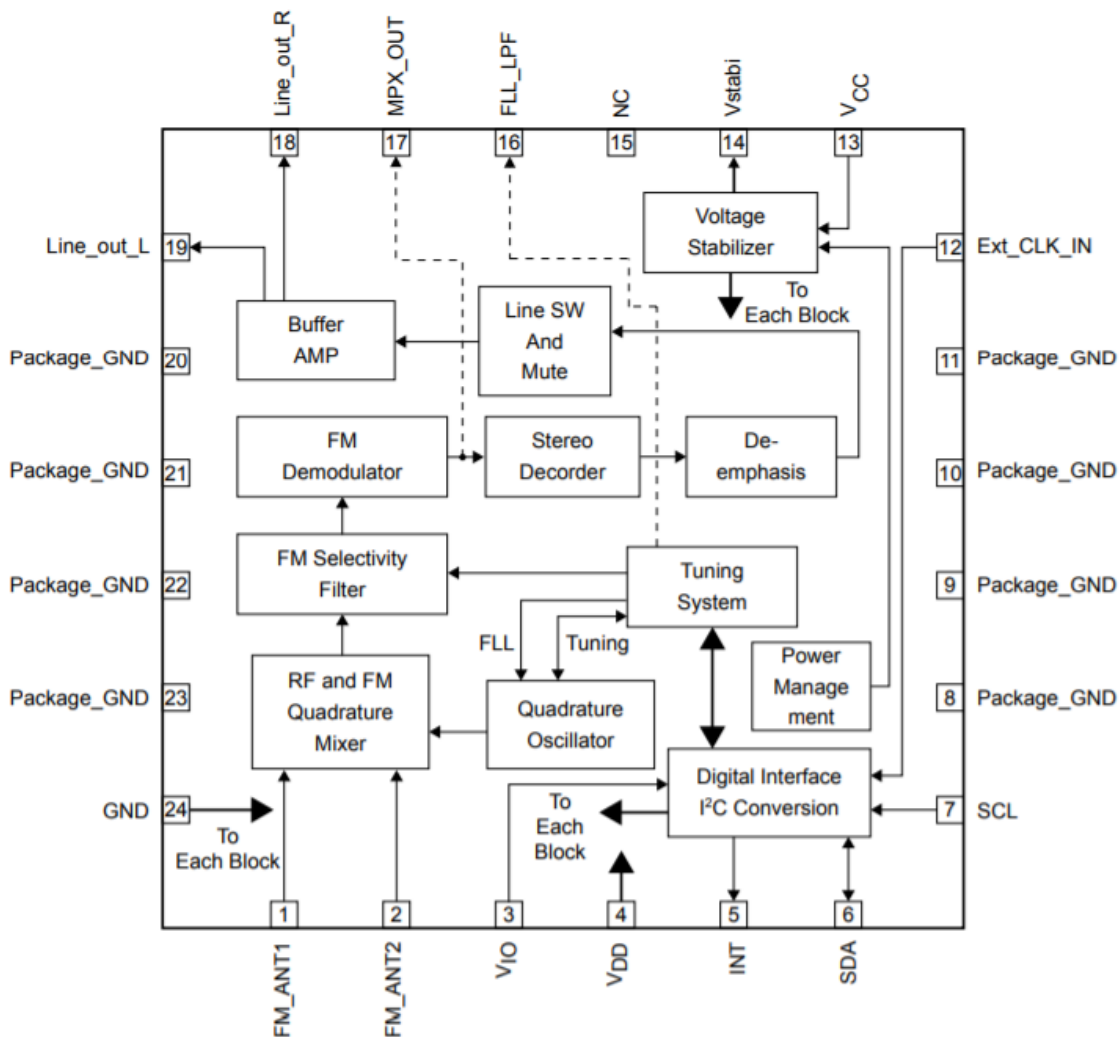 Line_out_R
MPX_OUT
FLL_LPF
NC
Vstabi
VCC
18
17
16
15
14
13
Voltage
Stabilizer
Line_out_L
19
12
Ext_CLK_IN
To
Each Block
Buffer
AMP
Line SW
And
Mute
Package_GND
20
11
Package_GND
FM
Demodulator
Stereo
Decorder
De-
emphasis
Package_GND
21
10
Package_GND
FM Selectivity
Filter
Tuning
System
Package_GND
22
9
Package_GND
FLL
Tuning
RF and FM
Quadrature
Mixer
Quadrature
Oscillator
Power
Manage
ment
Package_GND
23
8
Package_GND
Digital Interface
I²C Conversion
GND
24
To
Each Block
To
Each
Block
7
SCL
1
2
3
4
5
6
FM_ANT1
FM_ANT2
VIO
VDD
INT
SDA